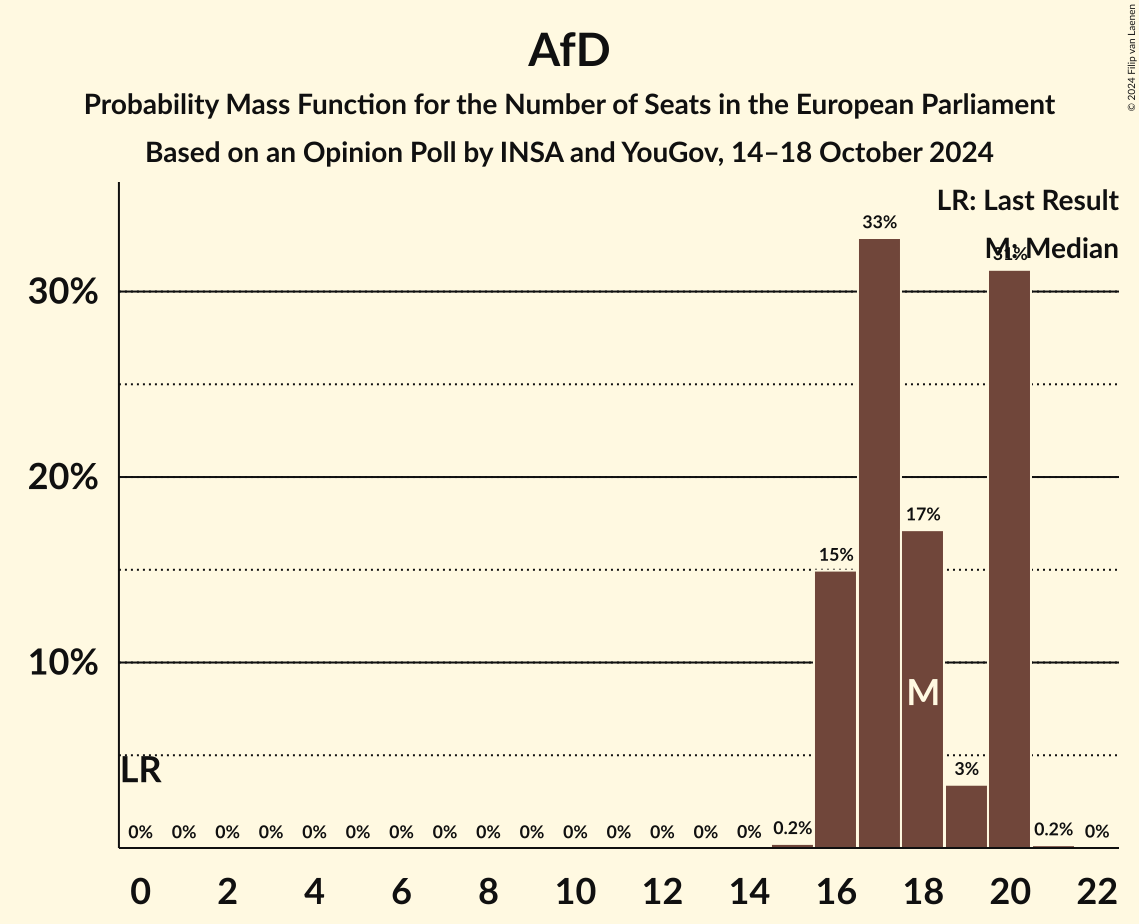 © 2024 Filip van Laenen
AfD
Probability Mass Function for the Number of Seats in the European Parliament
Based on an Opinion Poll by INSA and YouGov, 14–18 October 2024
LR: Last Result
M: Median
33%
31%
30%
20%
17%
15%
10%
M
LR
3%
0% 0% 0% 0% 0% 0% 0% 0% 0% 0% 0% 0% 0% 0% 0% 0.2% 0.2% 0%
0 2 4 6 8 10 12 14 16 18 20 22